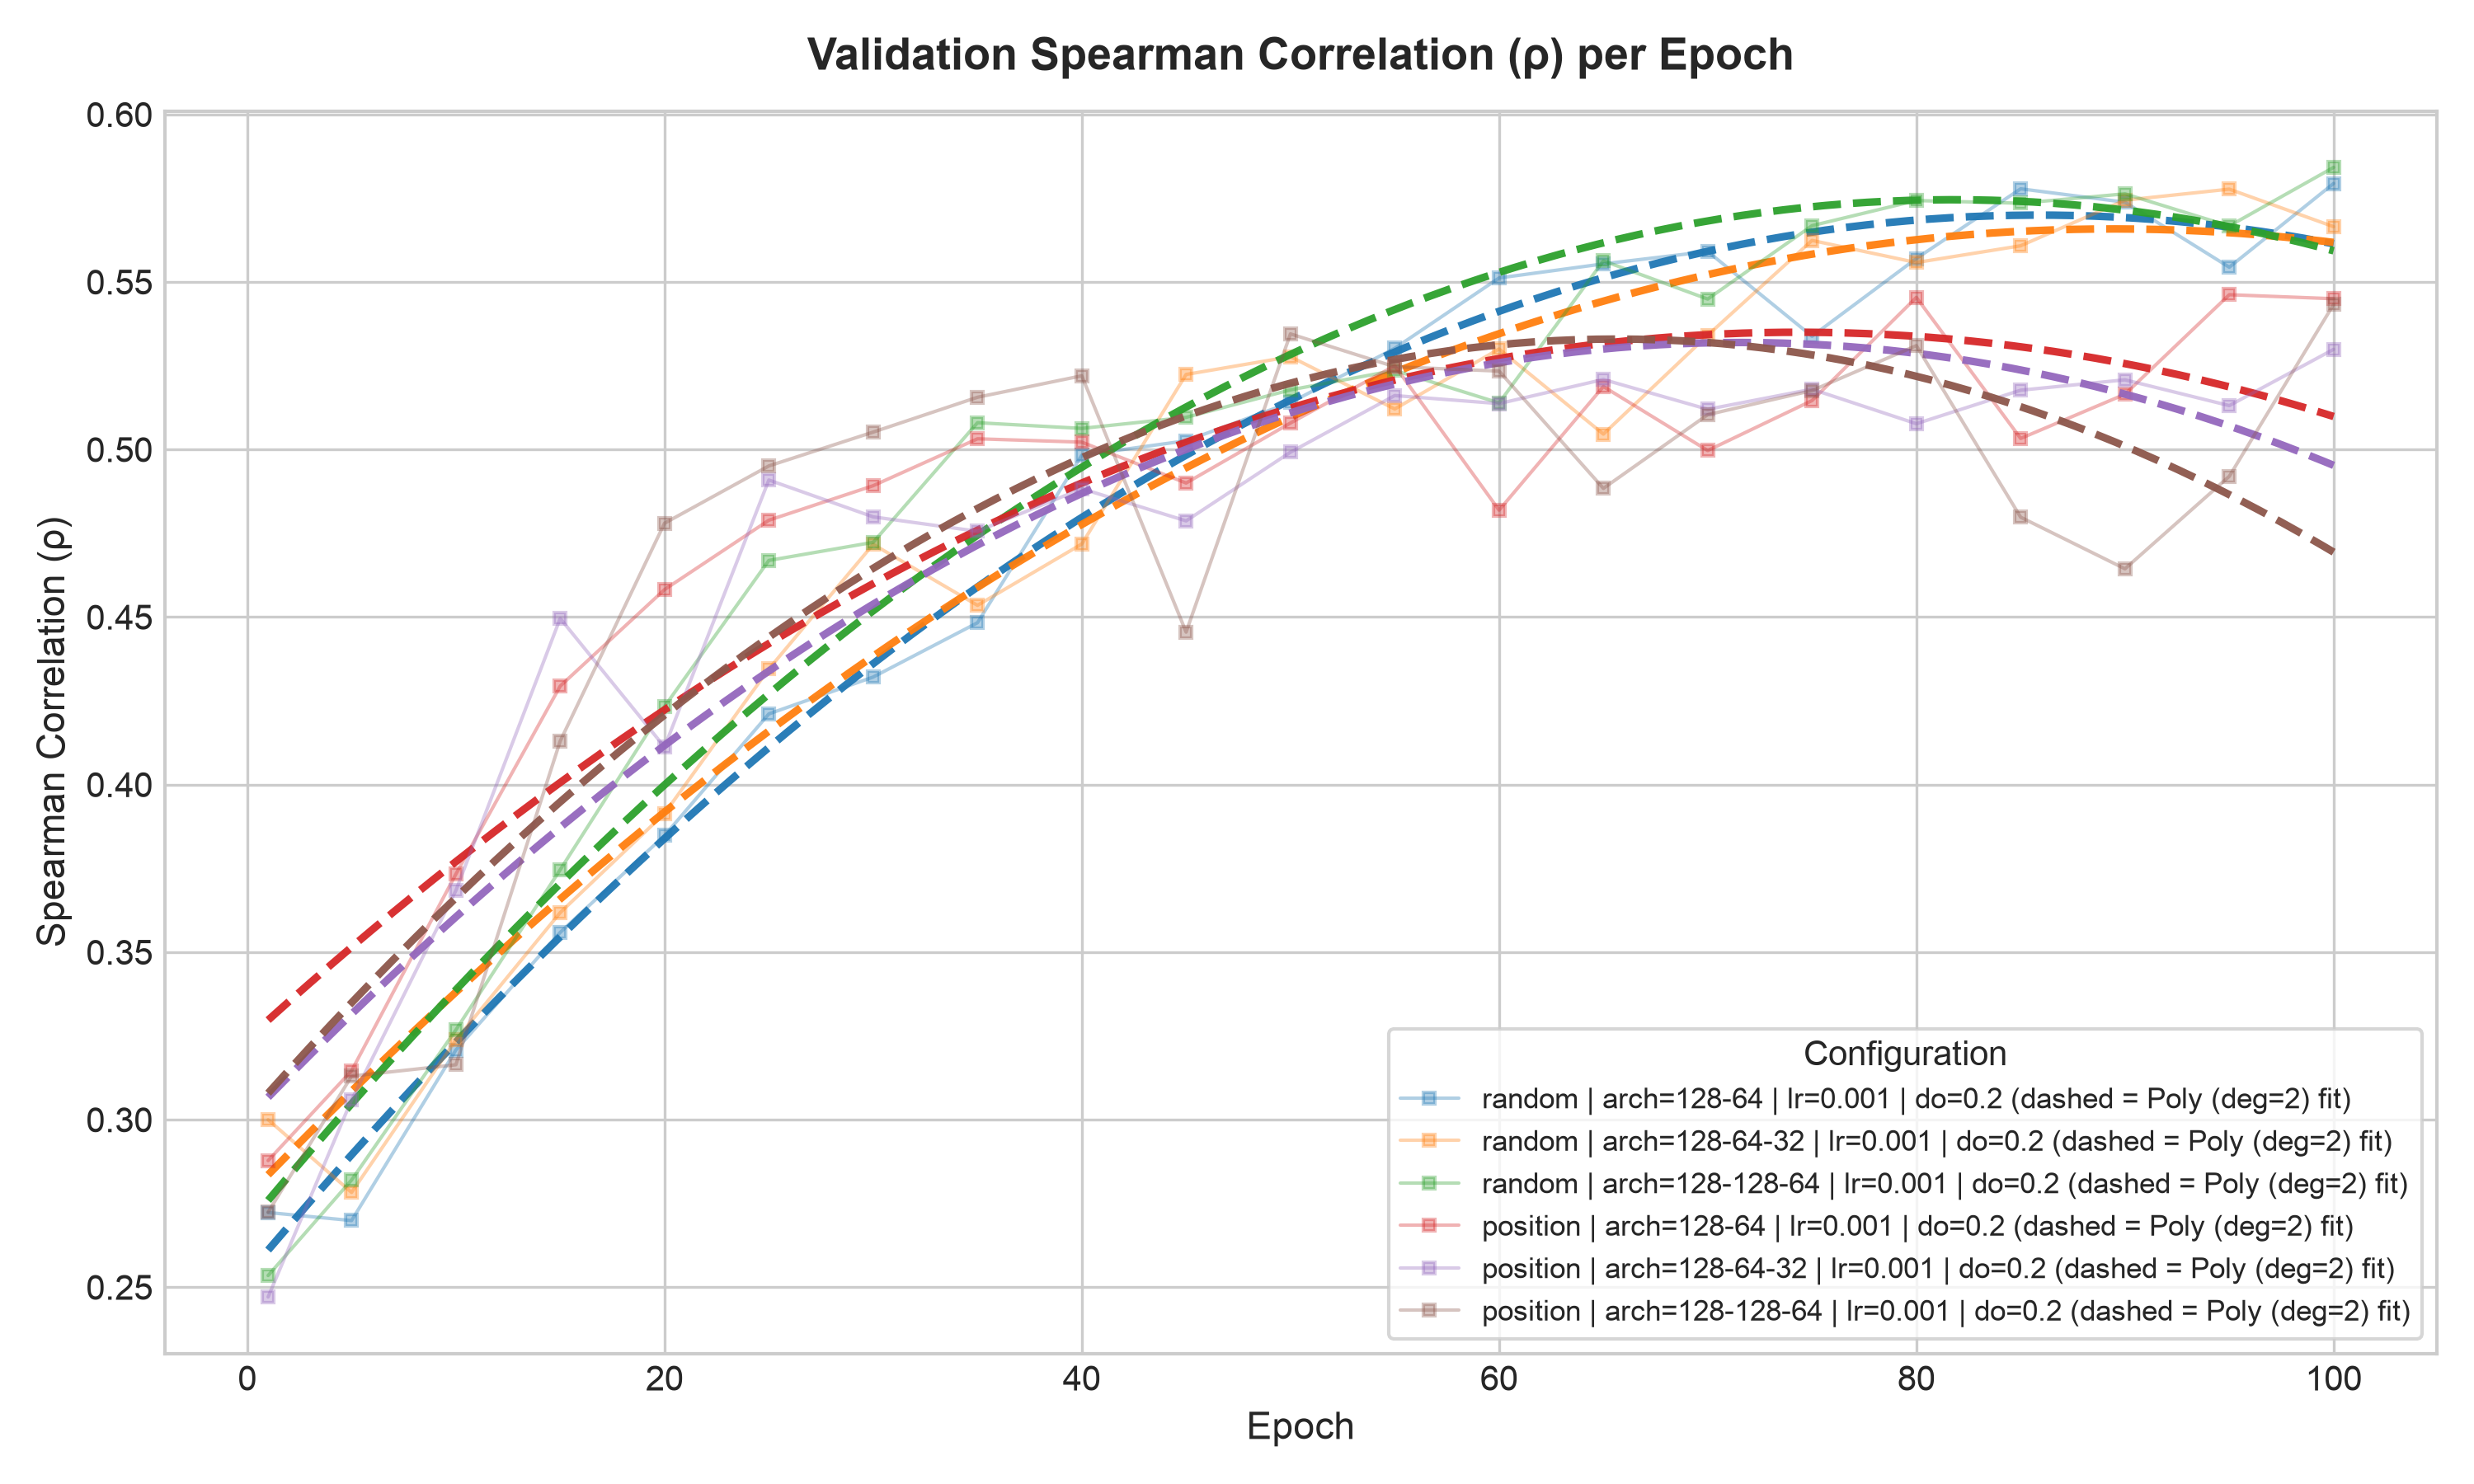 Validation Spearman Correlation (ρ) per Epoch
Spearman Correlation (ρ)
0.60
0.55
0.50
0.45
0.40
0.35
0.30
0.25
0 20 40 60 80 100
Epoch
Configuration
random | arch=128-64 | lr=0.001 | do=0.2 (dashed = Poly (deg=2) fit)
random | arch=128-64-32 | lr=0.001 | do=0.2 (dashed = Poly (deg=2) fit)
random | arch=128-128-64 | lr=0.001 | do=0.2 (dashed = Poly (deg=2) fit)
position | arch=128-64 | lr=0.001 | do=0.2 (dashed = Poly (deg=2) fit)
position | arch=128-64-32 | lr=0.001 | do=0.2 (dashed = Poly (deg=2) fit)
position | arch=128-128-64 | lr=0.001 | do=0.2 (dashed = Poly (deg=2) fit)